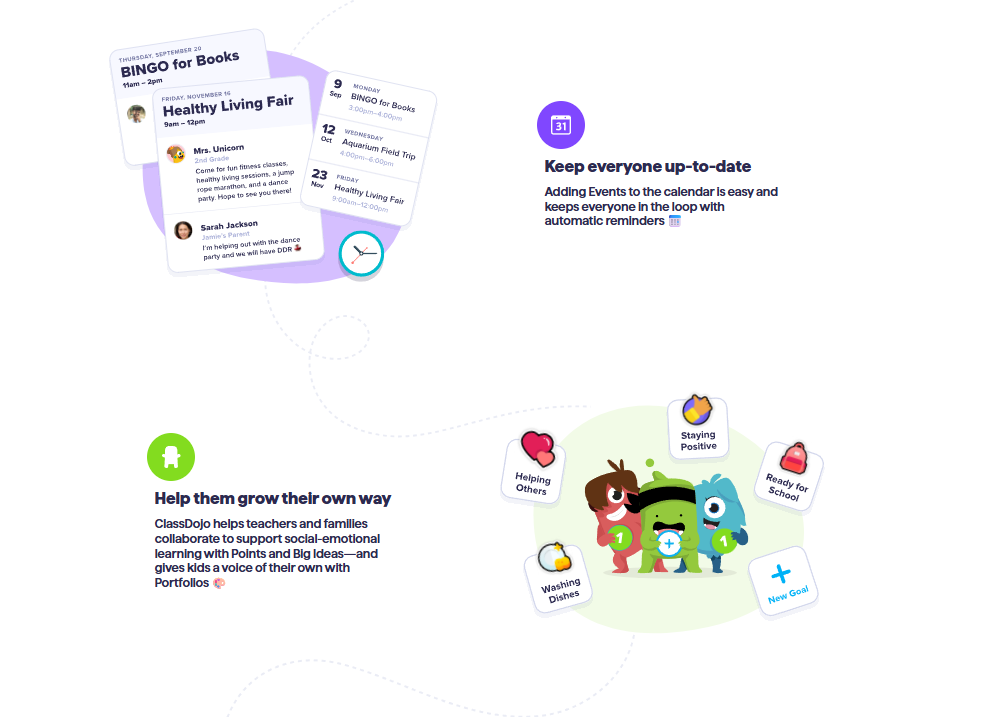 THURSDAY, SEPTEMBER 20
BINGO for Books
11am – 2pm
FRIDAY, NOVEMBER 16
Healthy Living Fair
9am – 12pm
Mrs. Unicorn
2nd Grade
Come for fun fitness classes,
healthy living sessions, a jump
rope marathon, and a dance
party. Hope to see you there!
Sarah Jackson
Jamie's Parent
I'm helping out with the dance
party and we will have DDR
9
Sep
MONDAY
BINGO for Books
3:00pm–4:00pm
12
Oct
WEDNESDAY
Aquarium Field Trip
4:00pm–6:00pm
23
Nov
FRIDAY
Healthy Living Fair
9:00am–12:00pm
31
Keep everyone up-to-date
Adding Events to the calendar is easy and
keeps everyone in the loop with
automatic reminders
Help them grow their own way
ClassDojo helps teachers and families
collaborate to support social-emotional
learning with Points and Big Ideas—and
gives kids a voice of their own with
Portfolios
Staying
Positive
Helping
Others
Ready for
School
1
1
Washing
Dishes
New Goal